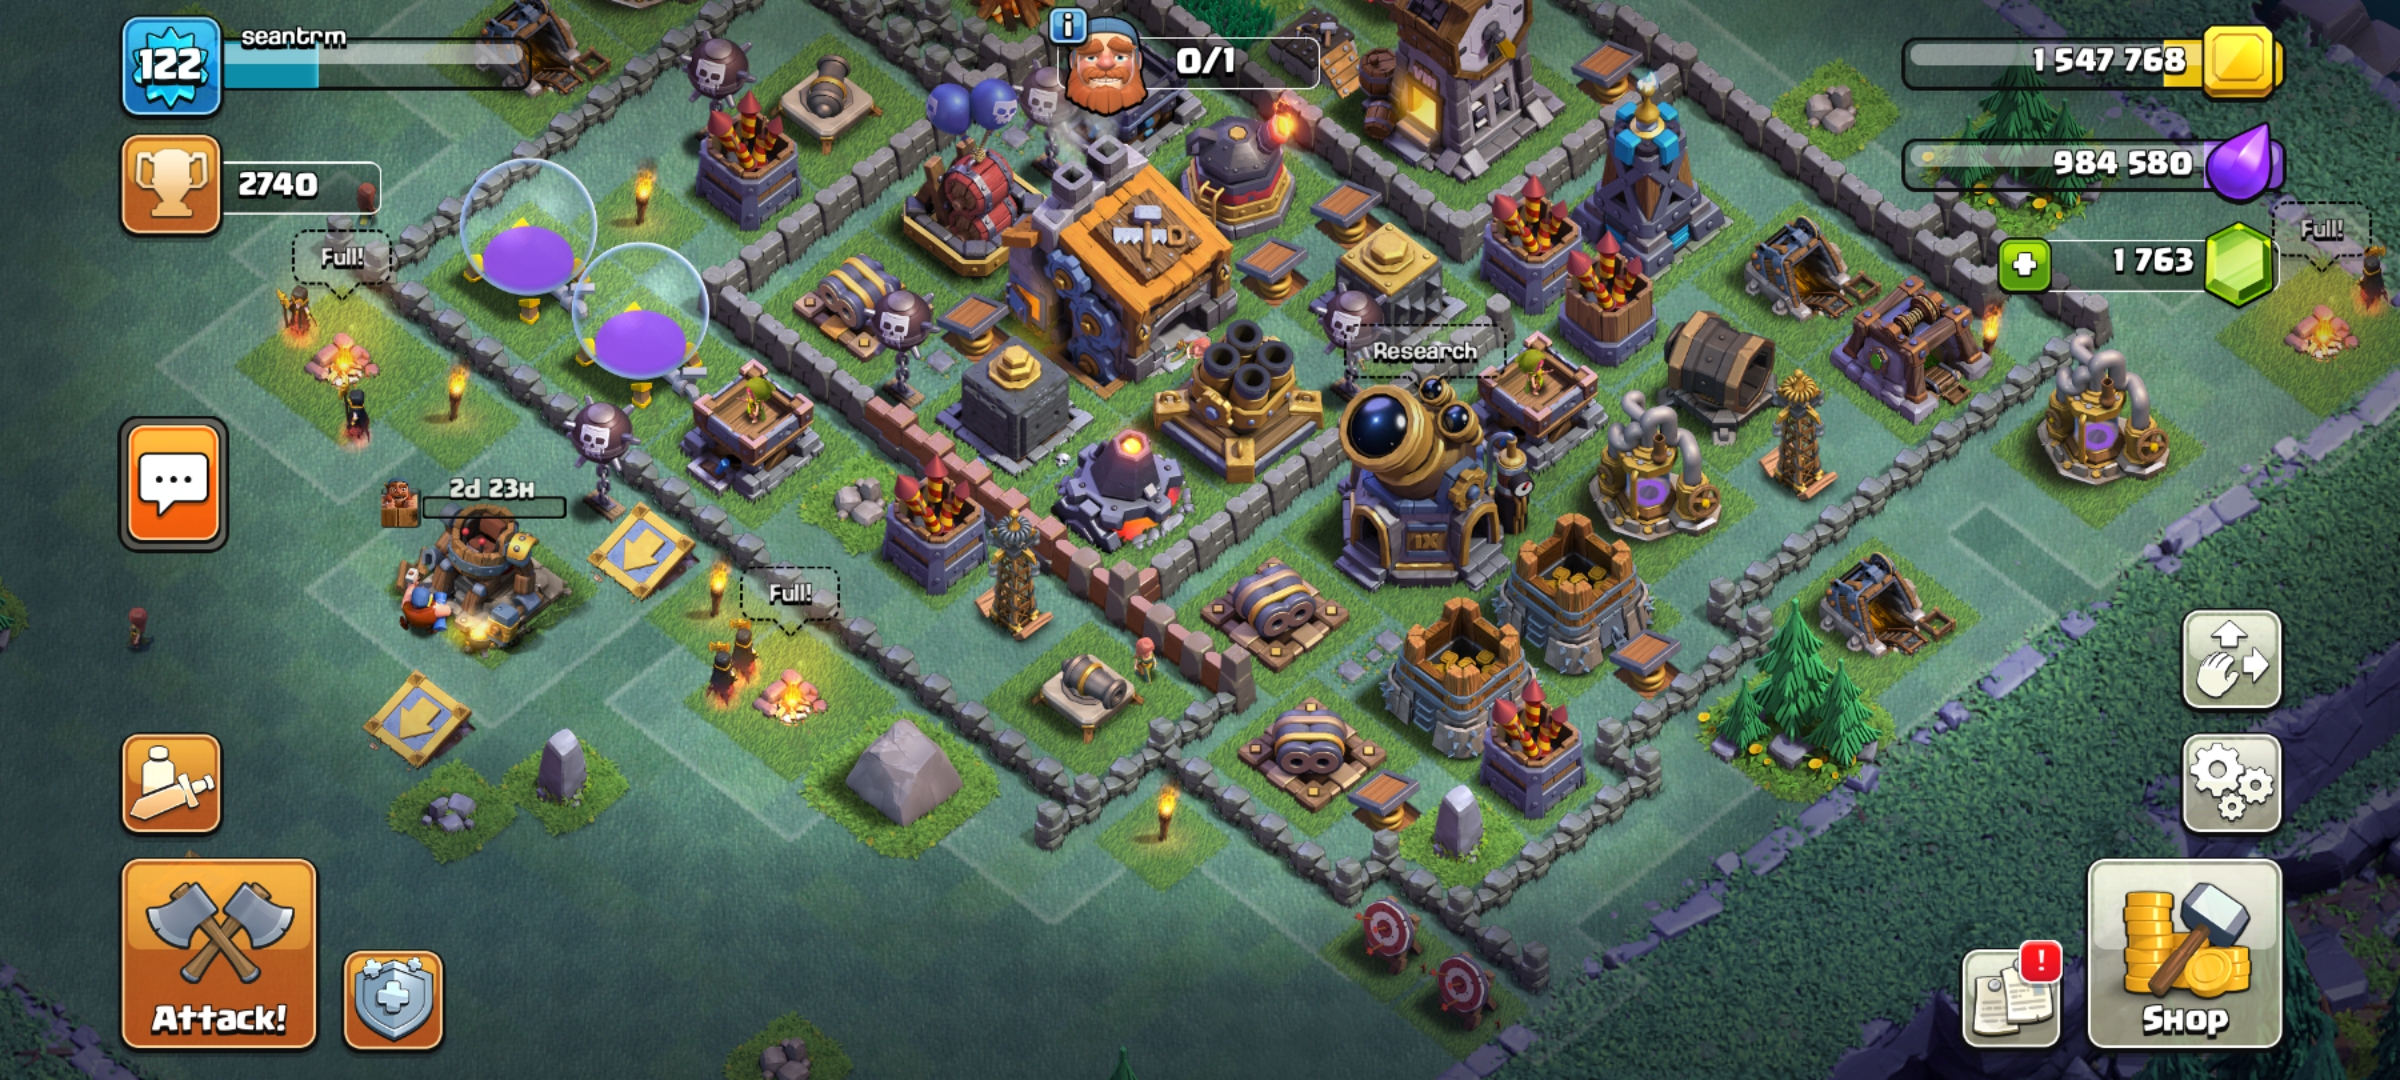 122
seantrm
0/1
1 547 768
2740
984 580
Full!
Full!
1 763
Research
2d 23H
IX
Full!
Attack!
!
Shop